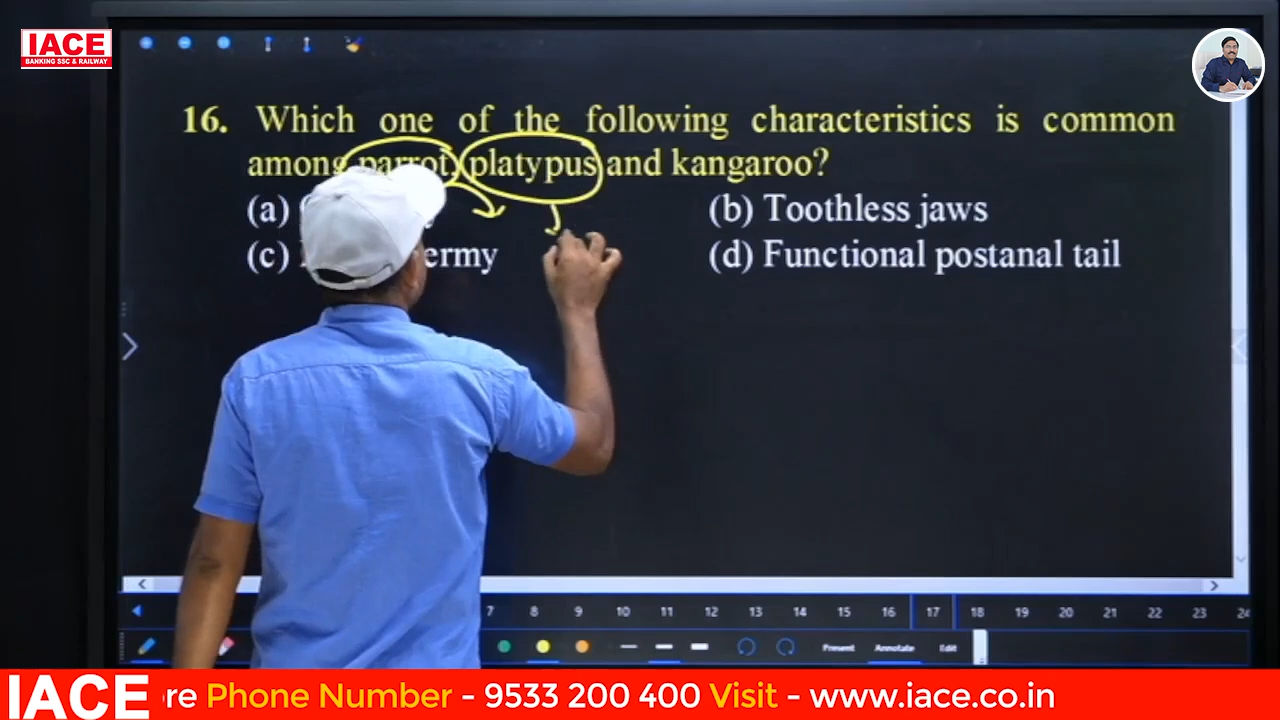 IACE
BANKING SSC & RAILWAY
16. Which one of the following characteristics is common
among parrot, platypus and kangaroo?
(a) (b) Toothless jaws
(c) (d) Functional postanal tail
7 8 9 10 11 12 13 14 15 16 17 18 19 20 21 22 23 24
Present Annotate Edit
IACE re Phone Number - 9533 200 400 Visit - www.iace.co.in